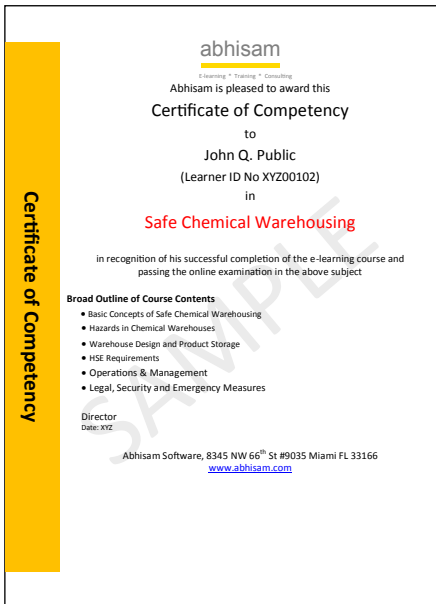 abhisam
E-learning * Training * Consulting
Abhisam is pleased to award this
Certificate of Competency
to
John Q. Public
(Learner ID No XYZ00102)
in
Safe Chemical Warehousing
in recognition of his successful completion of the e-learning course and
passing the online examination in the above subject
Broad Outline of Course Contents
• Basic Concepts of Safe Chemical Warehousing
• Hazards in Chemical Warehouses
• Warehouse Design and Product Storage
• HSE Requirements
• Operations & Management
• Legal, Security and Emergency Measures
Director
Date: XYZ
Abhisam Software, 8345 NW 66th St #9035 Miami FL 33166
www.abhisam.com
Certificate of Competency
SAMPLE